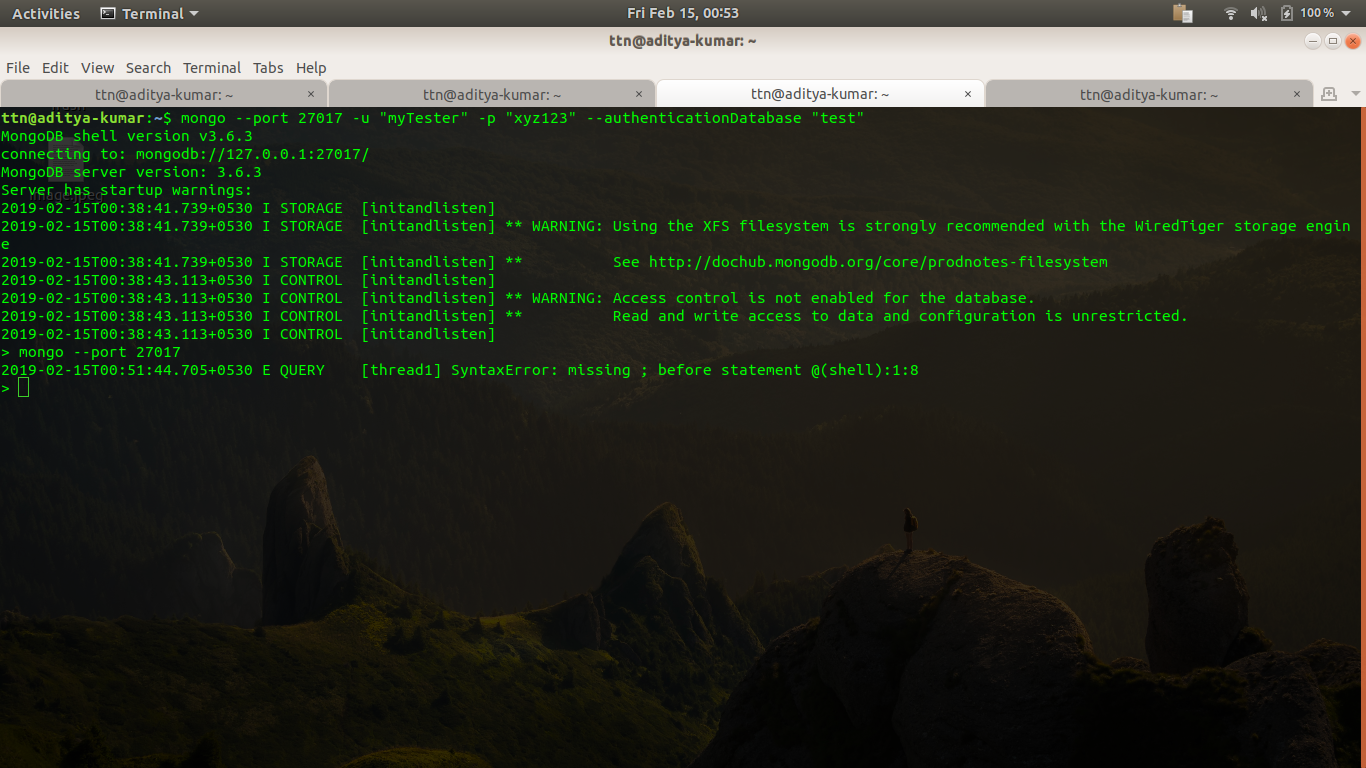 Activities Terminal Fri Feb 15, 00:53 100 %
ttn@aditya-kumar: ~
File Edit View Search Terminal Tabs Help
ttn@aditya-kumar: ~ × ttn@aditya-kumar: ~ × ttn@aditya-kumar: ~ × ttn@aditya-kumar: ~ ×
ttn@aditya-kumar:~$ mongo --port 27017 -u "myTester" -p "xyz123" --authenticationDatabase "test"
MongoDB shell version v3.6.3
connecting to: mongodb://127.0.0.1:27017/
MongoDB server version: 3.6.3
Server has startup warnings:
image.jpeg
2019-02-15T00:38:41.739+0530 I STORAGE  [initandlisten]
2019-02-15T00:38:41.739+0530 I STORAGE  [initandlisten] ** WARNING: Using the XFS filesystem is strongly recommended with the WiredTiger storage engin
e
2019-02-15T00:38:41.739+0530 I STORAGE  [initandlisten] **          See http://dochub.mongodb.org/core/prodnotes-filesystem
2019-02-15T00:38:43.113+0530 I CONTROL  [initandlisten]
2019-02-15T00:38:43.113+0530 I CONTROL  [initandlisten] ** WARNING: Access control is not enabled for the database.
2019-02-15T00:38:43.113+0530 I CONTROL  [initandlisten] **          Read and write access to data and configuration is unrestricted.
2019-02-15T00:38:43.113+0530 I CONTROL  [initandlisten]
> mongo --port 27017
2019-02-15T00:51:44.705+0530 E QUERY    [thread1] SyntaxError: missing ; before statement @(shell):1:8
>